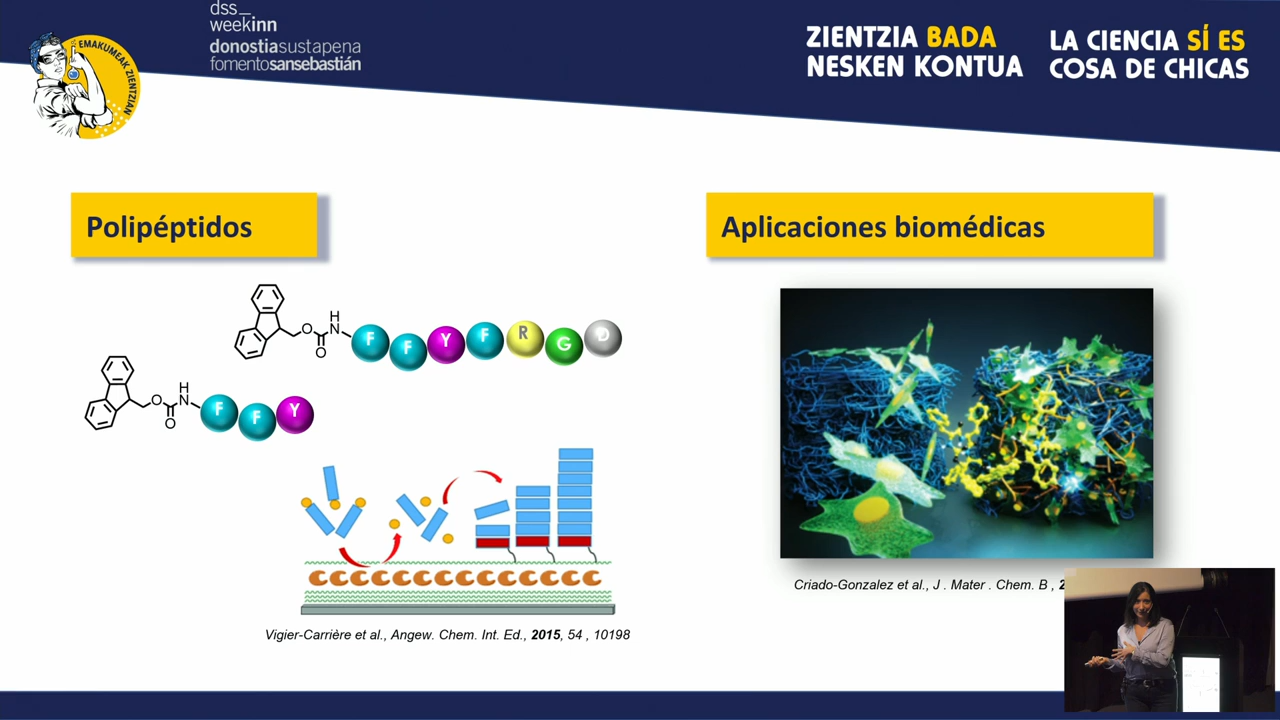 dss_
weekinn
donostiasustapena
fomentosansebastián
EMAKUMEAK ZIENTZIAN
ZIENTZIA BADA
NESKEN KONTUA
LA CIENCIA SÍ ES
COSA DE CHICAS
Polipéptidos
Aplicaciones biomédicas
H
N
O
O
F
F
Y
F
R
G
D
H
N
O
O
F
F
Y
Criado-Gonzalez et al., J . Mater . Chem. B , 2
Vigier-Carrière et al., Angew. Chem. Int. Ed., 2015, 54 , 10198